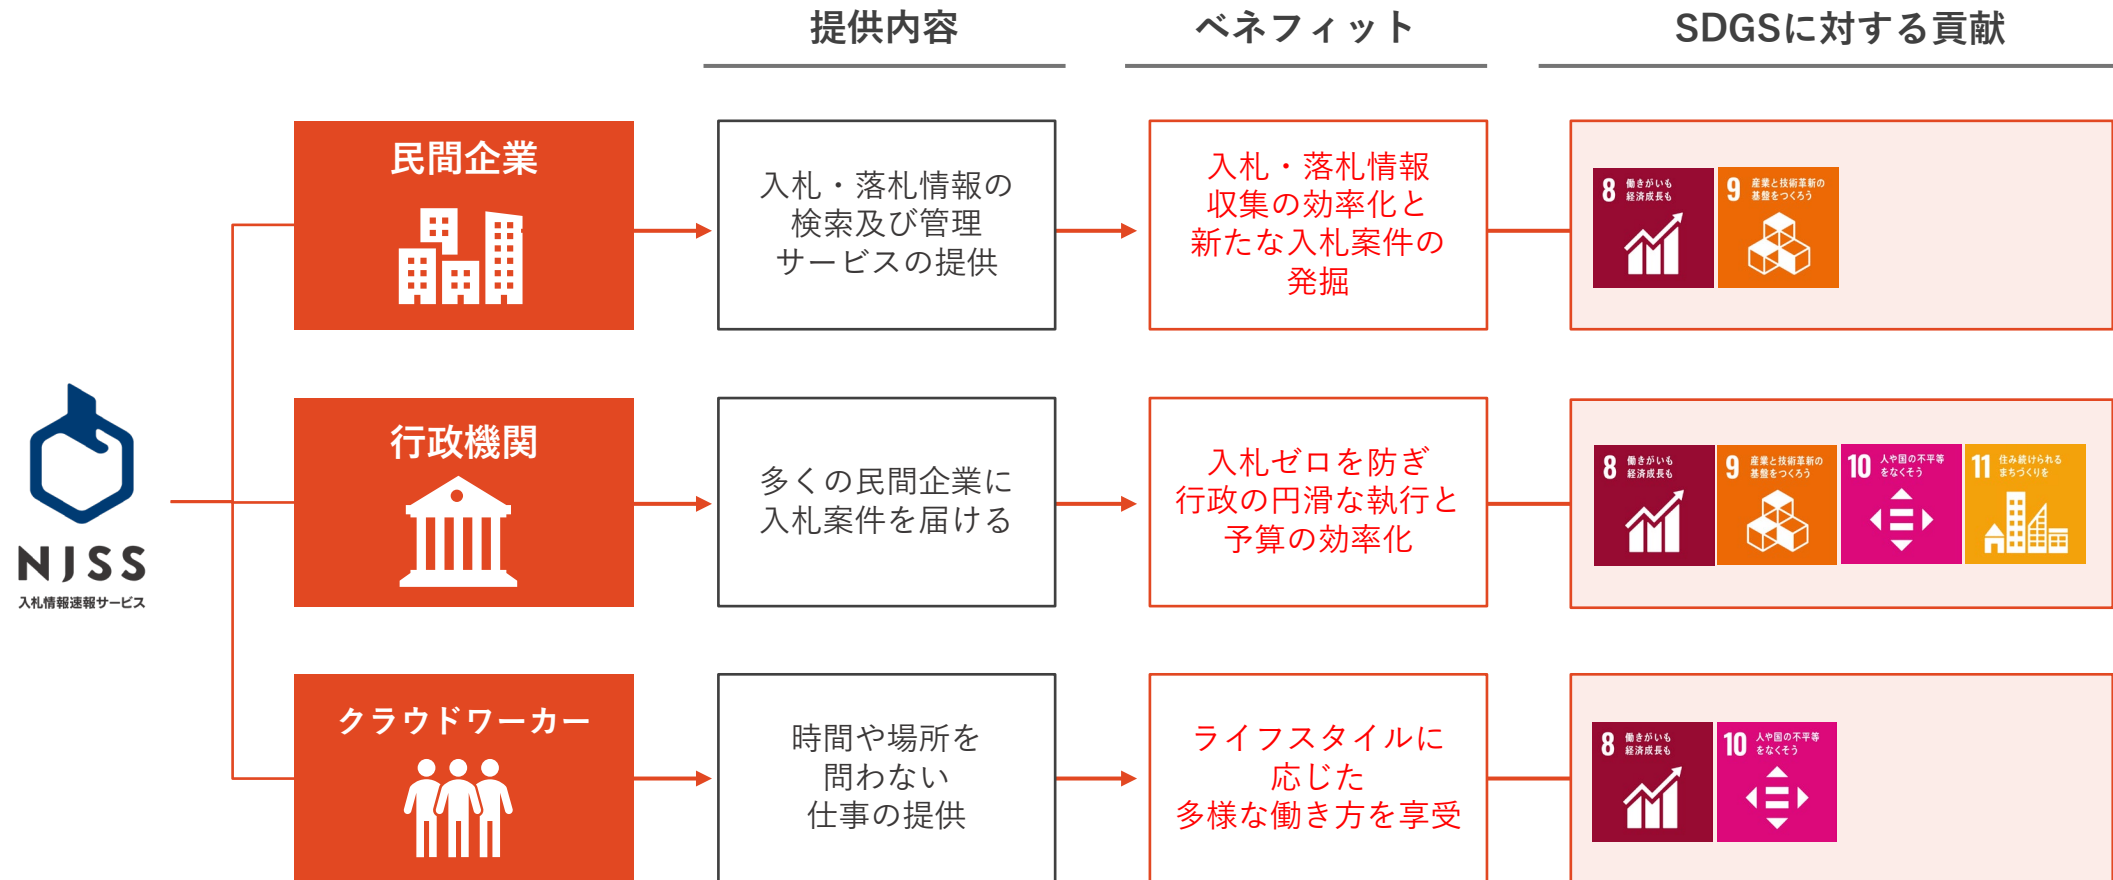 提供内容
ベネフィット
SDGSに対する貢献
民間企業
入札・落札情報の
検索及び管理
サービスの提供
入札・落札情報
収集の効率化と
新たな入札案件の
発掘
8 働きがいも
経済成長も
9 産業と技術革新の
基盤をつくろう
NJSS
入札情報速報サービス
行政機関
多くの民間企業に
入札案件を届ける
入札ゼロを防ぎ
行政の円滑な執行と
予算の効率化
8 働きがいも
経済成長も
9 産業と技術革新の
基盤をつくろう
10 人や国の不平等
をなくそう
11 住み続けられる
まちづくりを
クラウドワーカー
時間や場所を
問わない
仕事の提供
ライフスタイルに
応じた
多様な働き方を享受
8 働きがいも
経済成長も
10 人や国の不平等
をなくそう